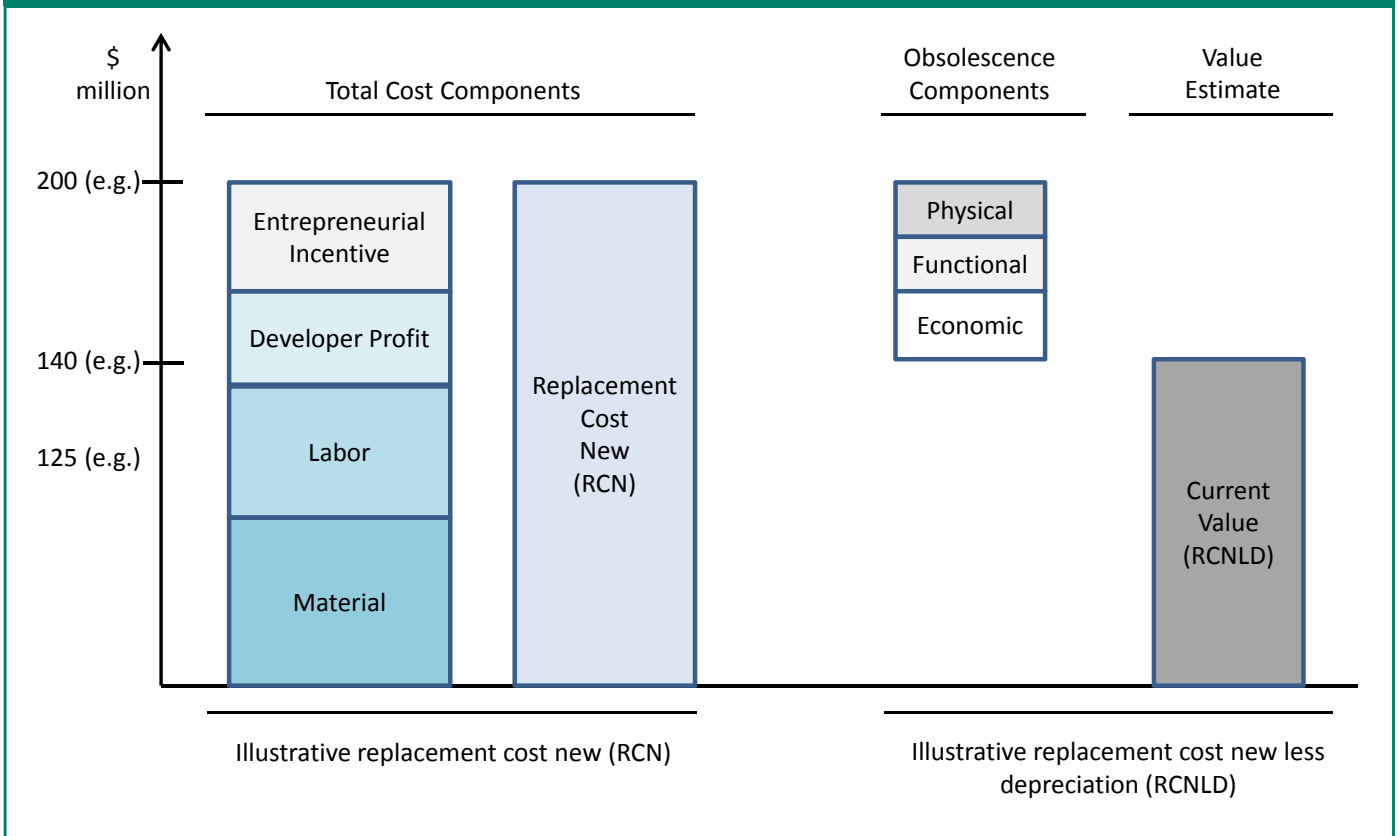 $
million
Total Cost Components
Obsolescence
Components
Value
Estimate
200 (e.g.)
140 (e.g.)
125 (e.g.)
Entrepreneurial
Incentive
Developer Profit
Labor
Material
Replacement
Cost
New
(RCN)
Physical
Functional
Economic
Current
Value
(RCNLD)
Illustrative replacement cost new (RCN)
Illustrative replacement cost new less
depreciation (RCNLD)